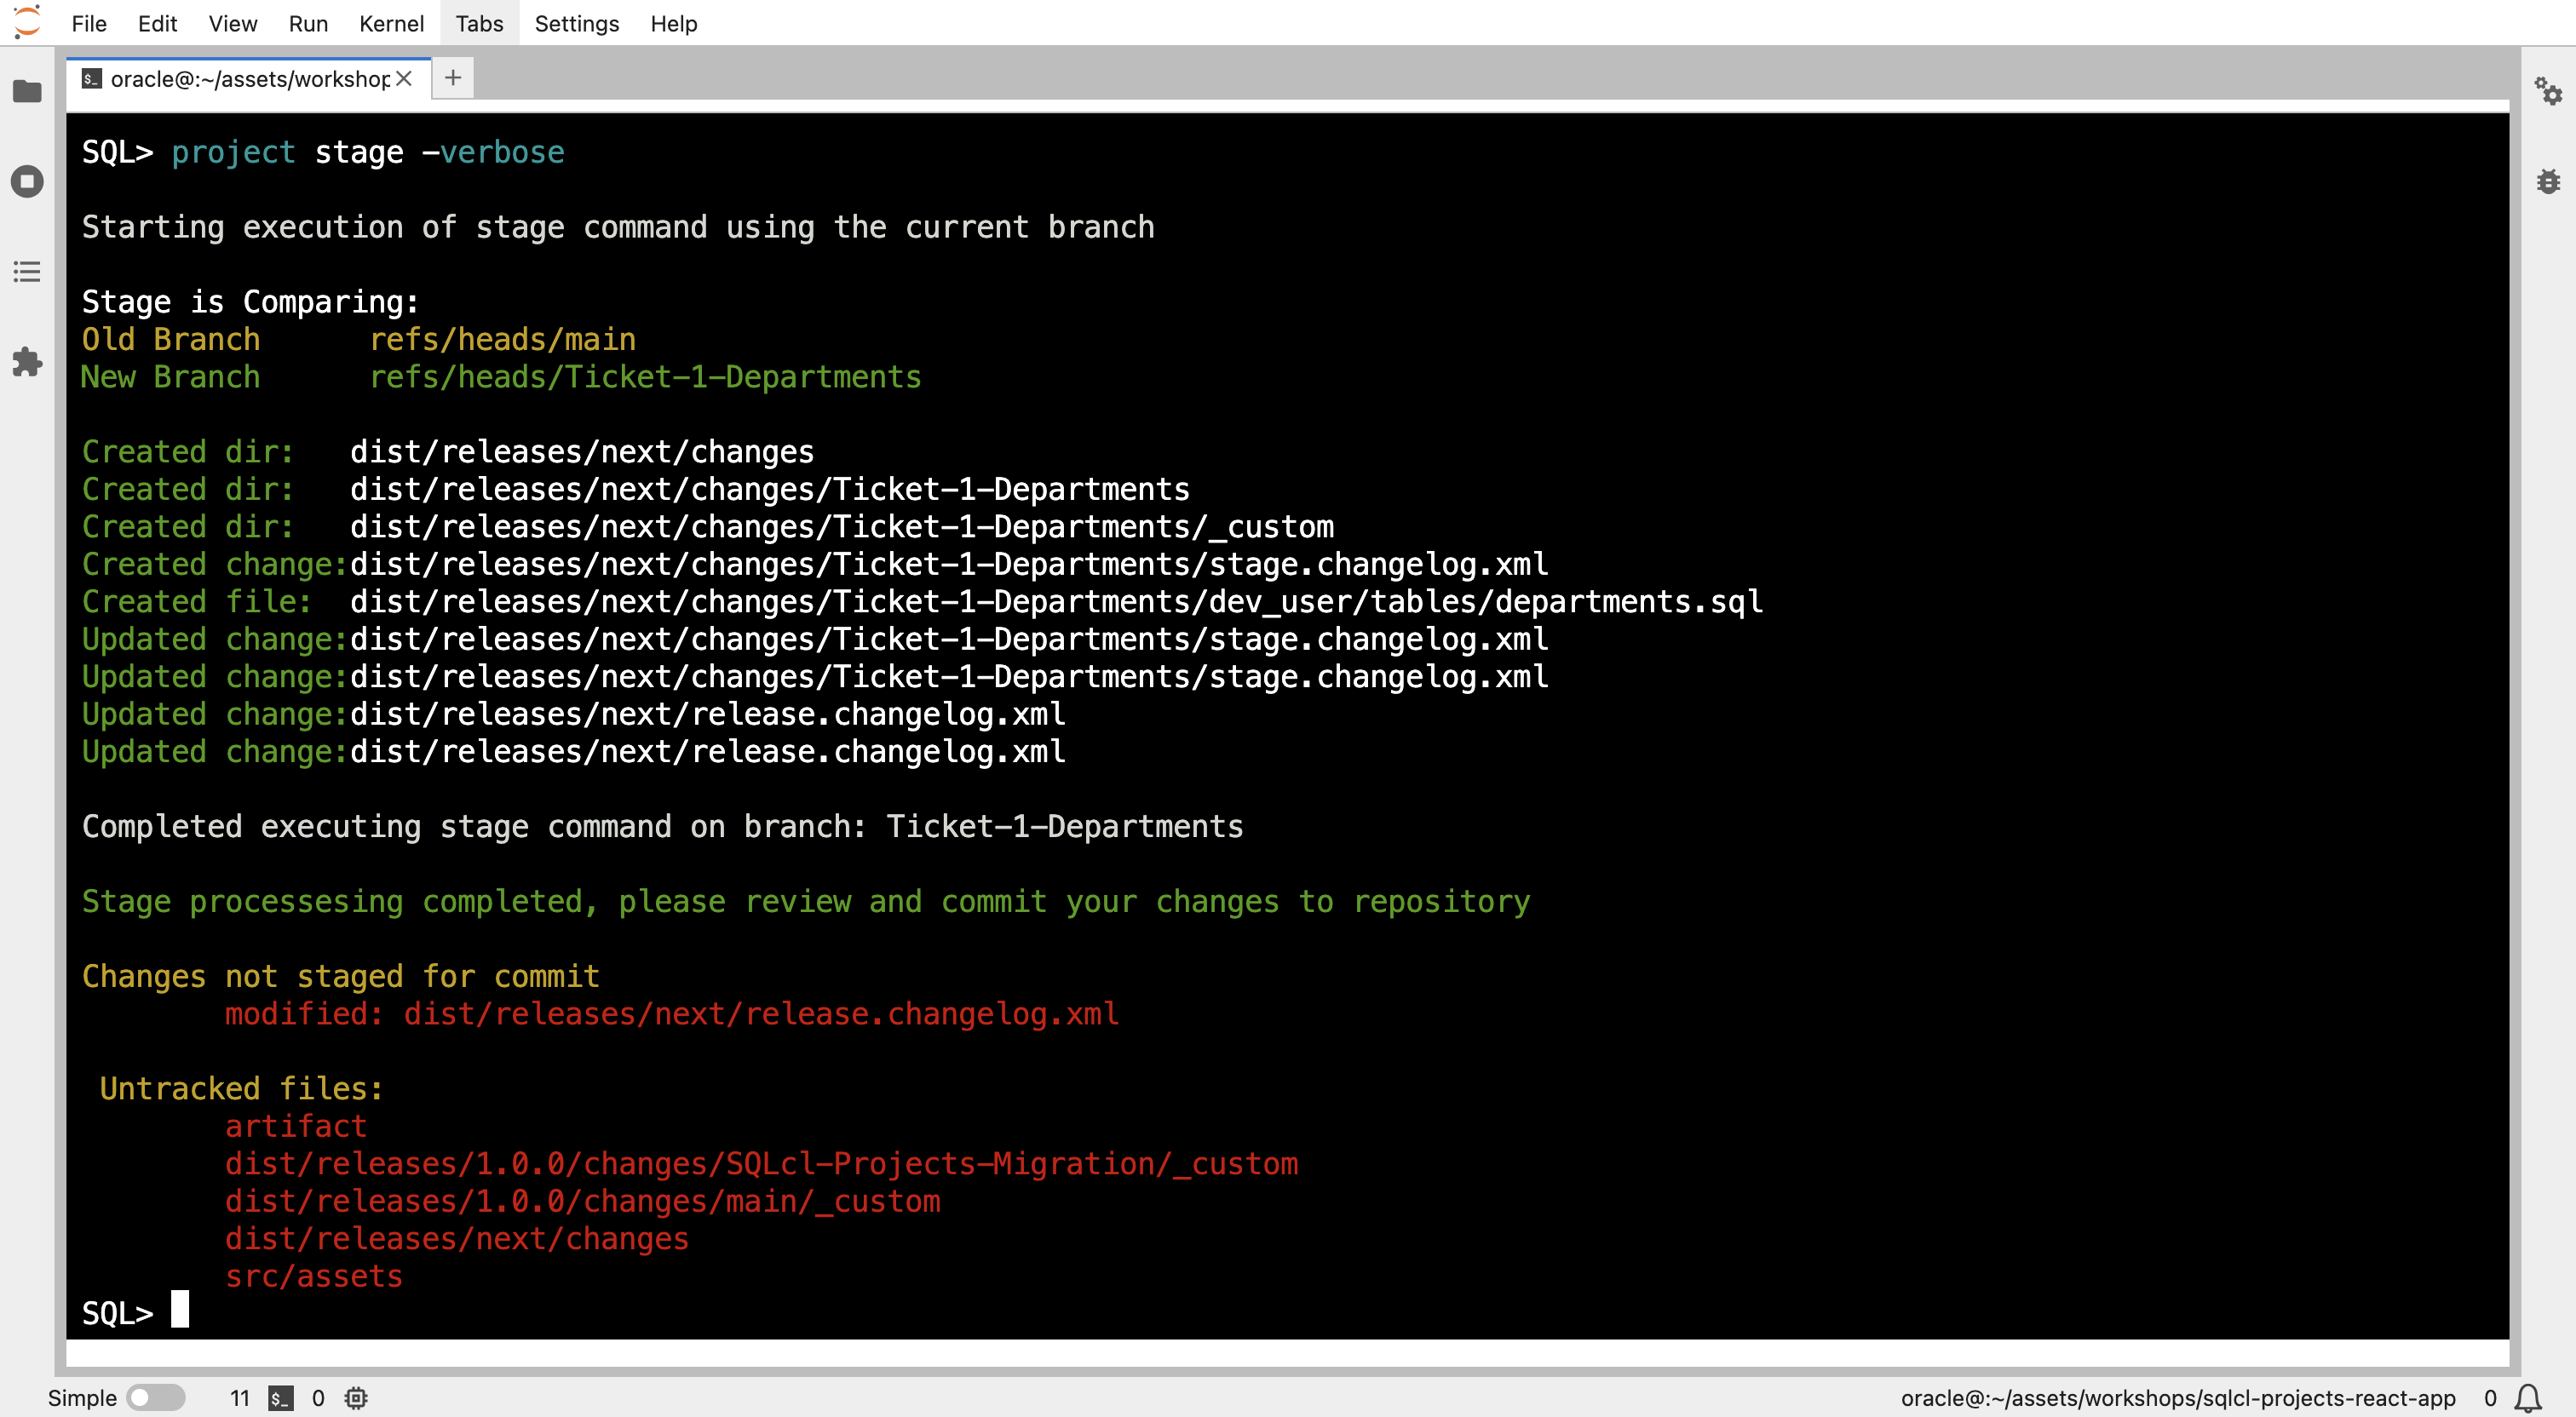 File Edit View Run Kernel Tabs Settings Help
oracle@:~/assets/workshop
SQL> project stage -verbose
Starting execution of stage command using the current branch
Stage is Comparing:
Old Branch refs/heads/main
New Branch refs/heads/Ticket-1-Departments
Created dir: dist/releases/next/changes
Created dir: dist/releases/next/changes/Ticket-1-Departments
Created dir: dist/releases/next/changes/Ticket-1-Departments/_custom
Created change:dist/releases/next/changes/Ticket-1-Departments/stage.changelog.xml
Created file: dist/releases/next/changes/Ticket-1-Departments/dev_user/tables/departments.sql
Updated change:dist/releases/next/changes/Ticket-1-Departments/stage.changelog.xml
Updated change:dist/releases/next/changes/Ticket-1-Departments/stage.changelog.xml
Updated change:dist/releases/next/release.changelog.xml
Updated change:dist/releases/next/release.changelog.xml
Completed executing stage command on branch: Ticket-1-Departments
Stage processesing completed, please review and commit your changes to repository
Changes not staged for commit
modified: dist/releases/next/release.changelog.xml
Untracked files:
artifact
dist/releases/1.0.0/changes/SQLcl-Projects-Migration/_custom
dist/releases/1.0.0/changes/main/_custom
dist/releases/next/changes
src/assets
SQL>
Simple 11 $_ 0 oracle@:~/assets/workshops/sqlcl-projects-react-app 0